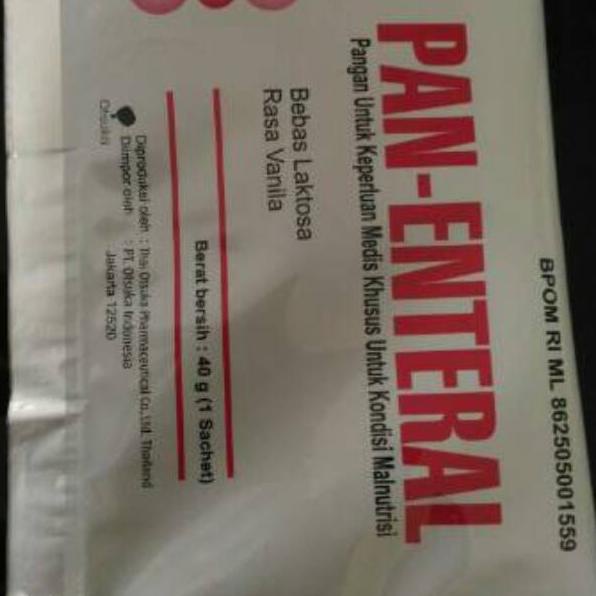 BPOM RI ML 862505001559
PAN-ENTERAL
Pangan Untuk Keperluan Medis Khusus Untuk Kondisi Malnutrisi
Bebas Laktosa
Rasa Vanila
Berat bersih : 40 g (1 Sachet)
Diproduksi oleh : Thai Otsuka Pharmaceutical Co., Ltd. Thailand
Diimpor oleh : PT. Otsuka Indonesia
Jakarta 12520
Otsuka